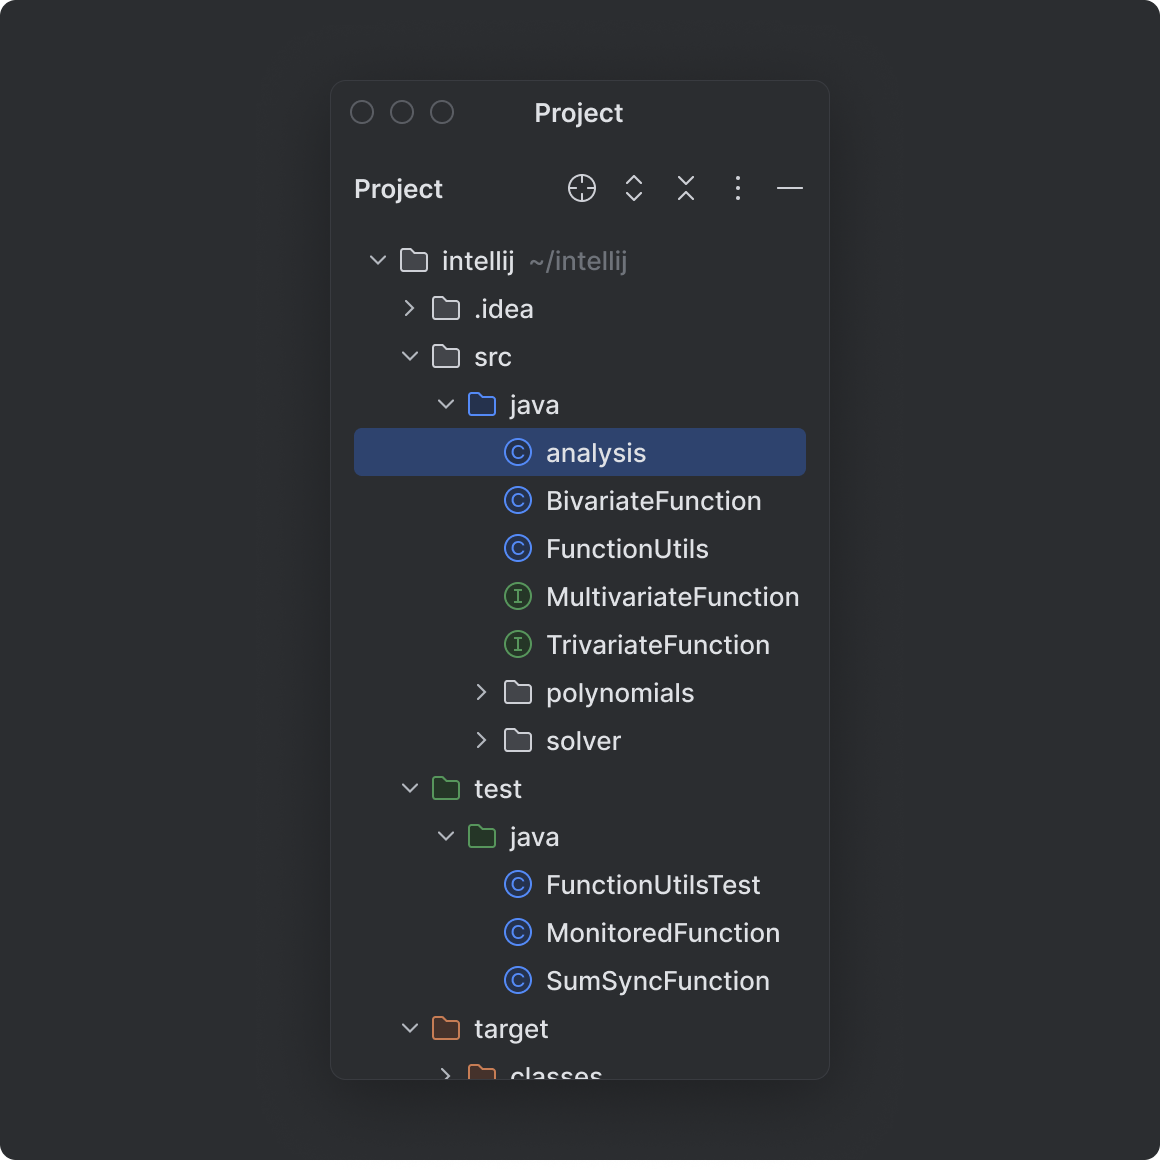 Project
Project
intellij ~/intellij
.idea
src
java
analysis
BivariateFunction
FunctionUtils
MultivariateFunction
TrivariateFunction
polynomials
solver
test
java
FunctionUtilsTest
MonitoredFunction
SumSyncFunction
target
classes